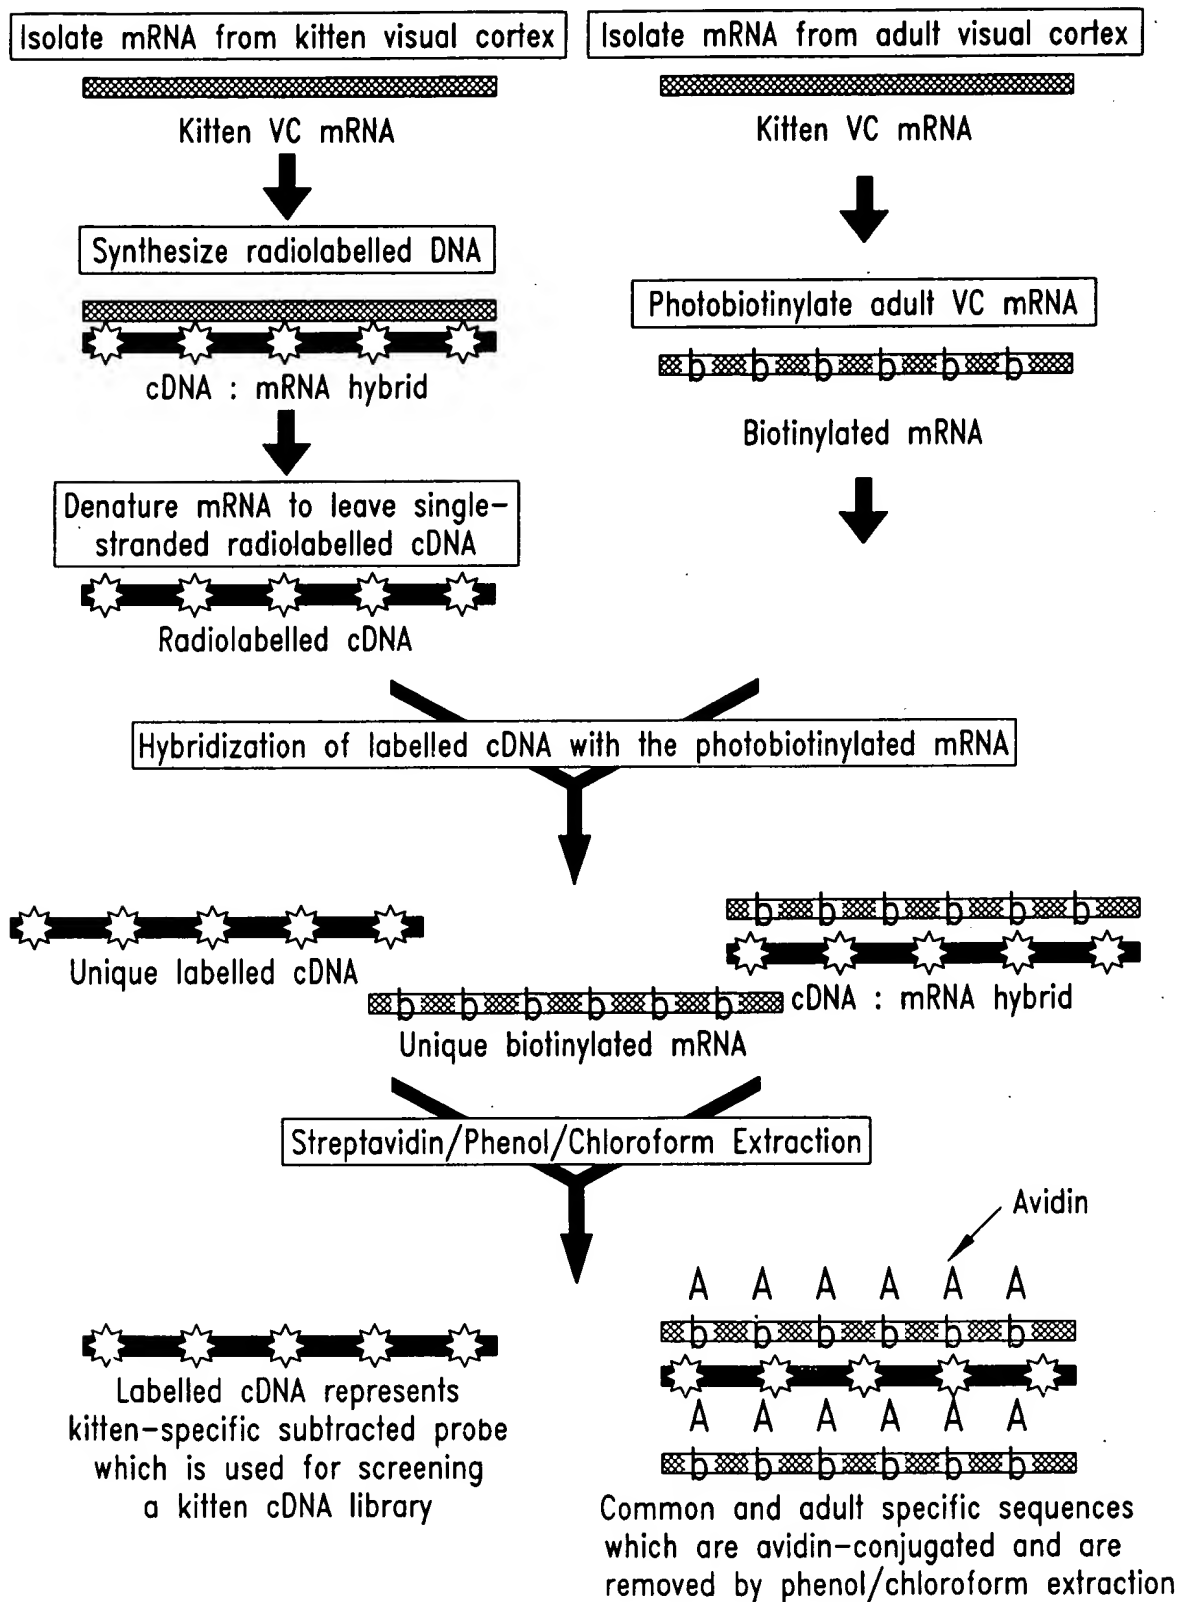 Isolate mRNA from kitten visual cortex
Kitten VC mRNA
Synthesize radiolabelled DNA
cDNA : mRNA hybrid
Denature mRNA to leave single-
stranded radiolabelled cDNA
Radiolabelled cDNA
Isolate mRNA from adult visual cortex
Kitten VC mRNA
Photobiotinylate adult VC mRNA
b b b b b b
Biotinylated mRNA
Hybridization of labelled cDNA with the photobiotinylated mRNA
Unique labelled cDNA
b b b b b b
Unique biotinylated mRNA
b b b b b b
cDNA : mRNA hybrid
Streptavidin/Phenol/Chloroform Extraction
Labelled cDNA represents
kitten-specific subtracted probe
which is used for screening
a kitten cDNA library
Avidin
A A A A A A
b b b b b b
A A A A A A
b b b b b b
Common and adult specific sequences
which are avidin-conjugated and are
removed by phenol/chloroform extraction